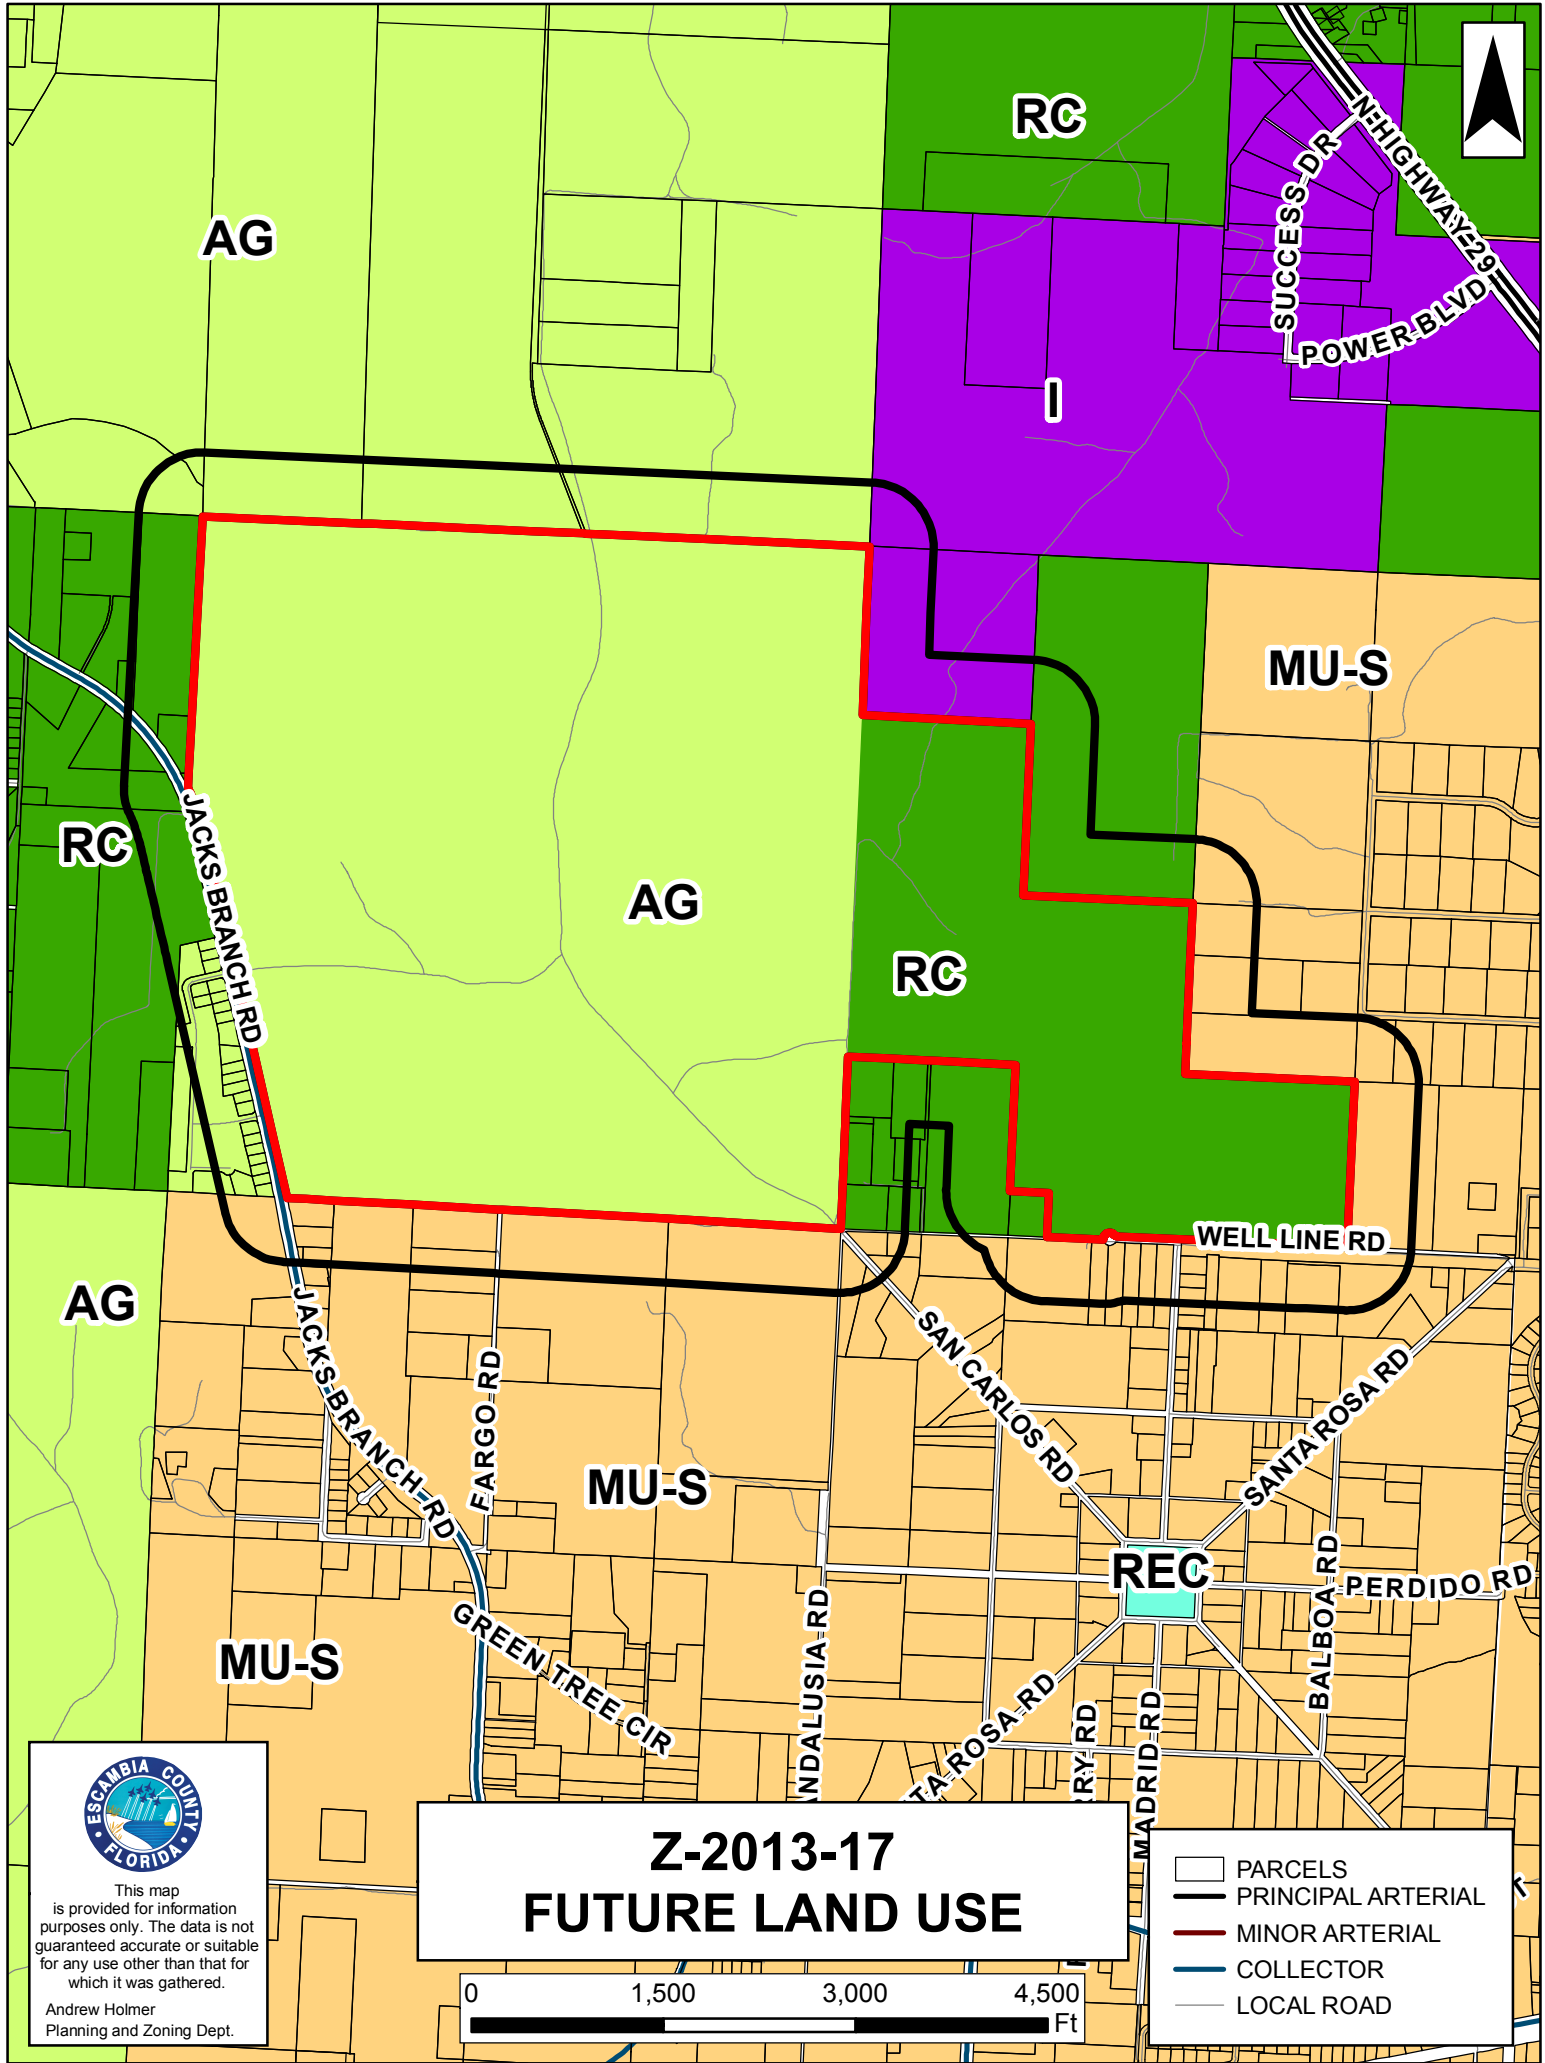 RC
N HIGHWAY 29
SUCCESS DR
AG
POWER BLVD
I
MU-S
JACKS BRANCH RD
RC
AG
RC
WELL LINE RD
AG
JACKS BRANCH RD
FARGO RD
SAN CARLOS RD
SANTA ROSA RD
MU-S
REC
PERDIDO RD
BALBOA RD
GREEN TREE CIR
MU-S
ANDALUSIA RD
TA ROSA RD
RRY RD
MADRID RD
ESCAMBIA COUNTY
FLORIDA
This map
is provided for information
purposes only. The data is not
guaranteed accurate or suitable
for any use other than that for
which it was gathered.
Andrew Holmer
Planning and Zoning Dept.
Z-2013-17
FUTURE LAND USE
0 1,500 3,000 4,500
Ft
PARCELS
PRINCIPAL ARTERIAL
MINOR ARTERIAL
COLLECTOR
LOCAL ROAD